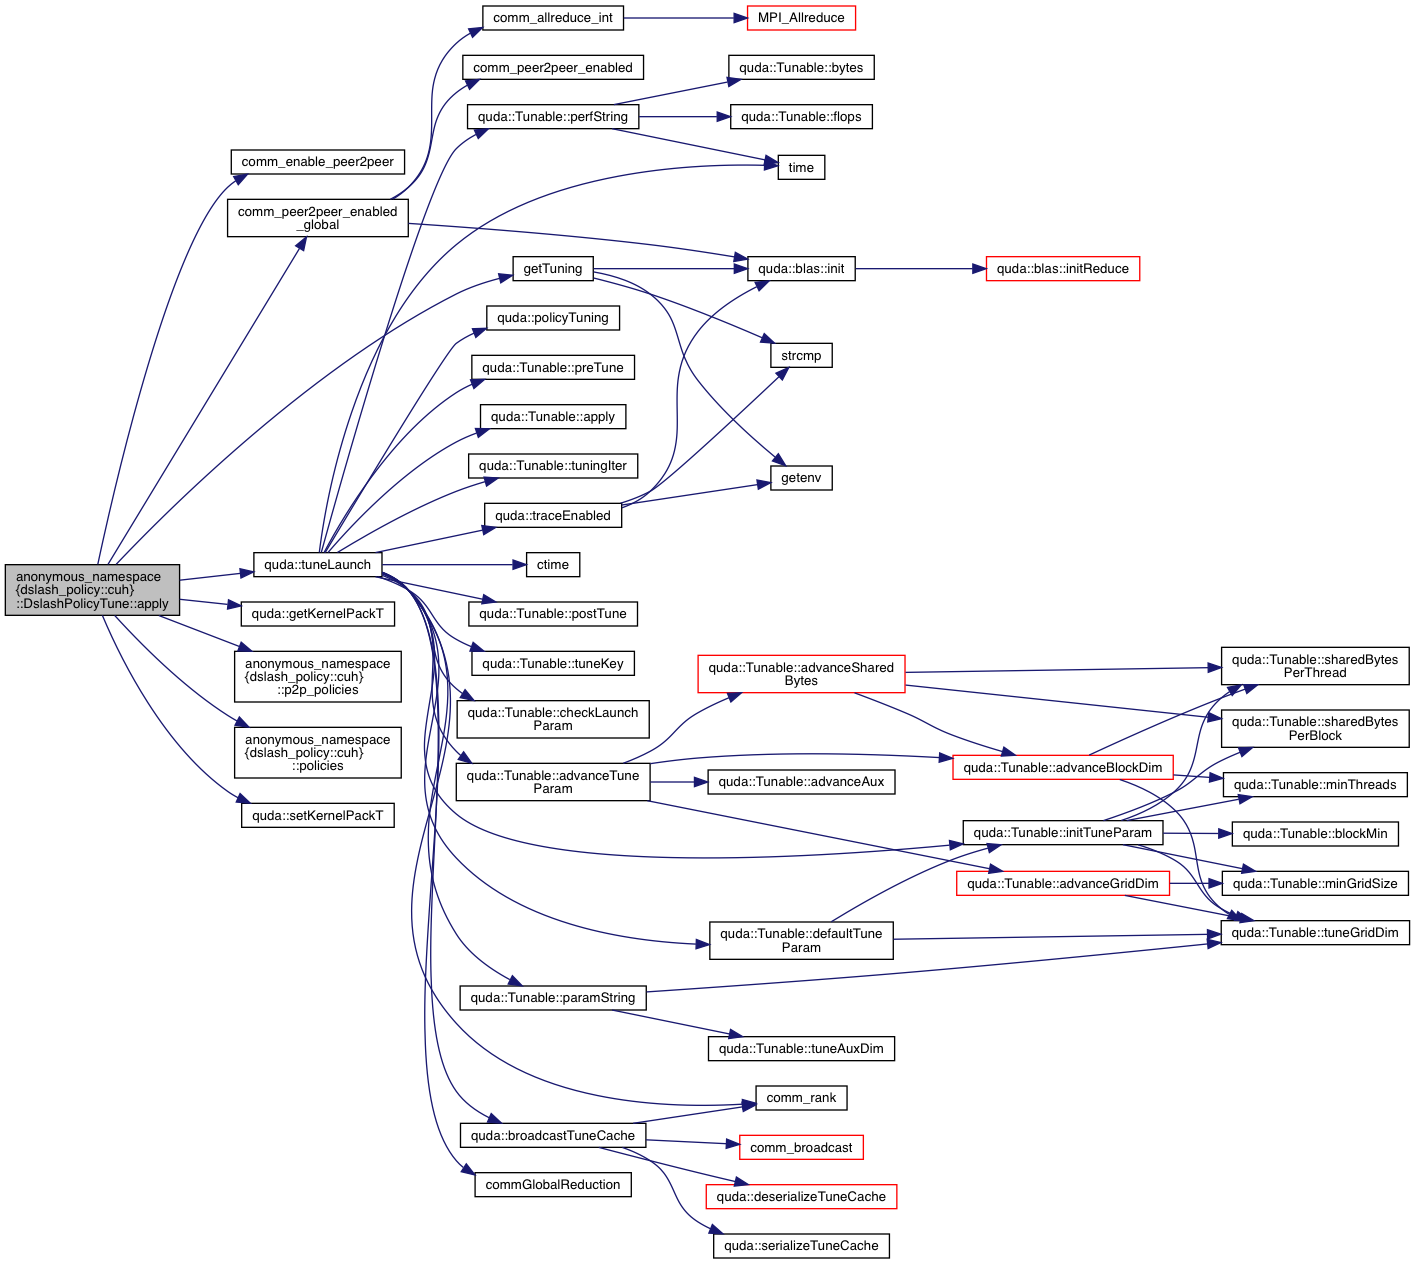 comm_allreduce_int
MPI_Allreduce
comm_peer2peer_enabled
quda::Tunable::bytes
quda::Tunable::perfString
quda::Tunable::flops
comm_enable_peer2peer
time
comm_peer2peer_enabled
_global
getTuning
quda::blas::init
quda::blas::initReduce
quda::policyTuning
strcmp
quda::Tunable::preTune
quda::Tunable::apply
quda::Tunable::tuningIter
getenv
quda::traceEnabled
quda::tuneLaunch
ctime
anonymous_namespace
{dslash_policy::cuh}
::DslashPolicyTune::apply
quda::getKernelPackT
quda::Tunable::postTune
anonymous_namespace
{dslash_policy::cuh}
::p2p_policies
quda::Tunable::tuneKey
quda::Tunable::advanceShared
Bytes
quda::Tunable::sharedBytes
PerThread
quda::Tunable::checkLaunch
Param
quda::Tunable::sharedBytes
PerBlock
anonymous_namespace
{dslash_policy::cuh}
::policies
quda::Tunable::advanceTune
Param
quda::Tunable::advanceBlockDim
quda::Tunable::advanceAux
quda::Tunable::minThreads
quda::setKernelPackT
quda::Tunable::initTuneParam
quda::Tunable::blockMin
quda::Tunable::advanceGridDim
quda::Tunable::minGridSize
quda::Tunable::defaultTune
Param
quda::Tunable::tuneGridDim
quda::Tunable::paramString
quda::Tunable::tuneAuxDim
comm_rank
quda::broadcastTuneCache
comm_broadcast
commGlobalReduction
quda::deserializeTuneCache
quda::serializeTuneCache